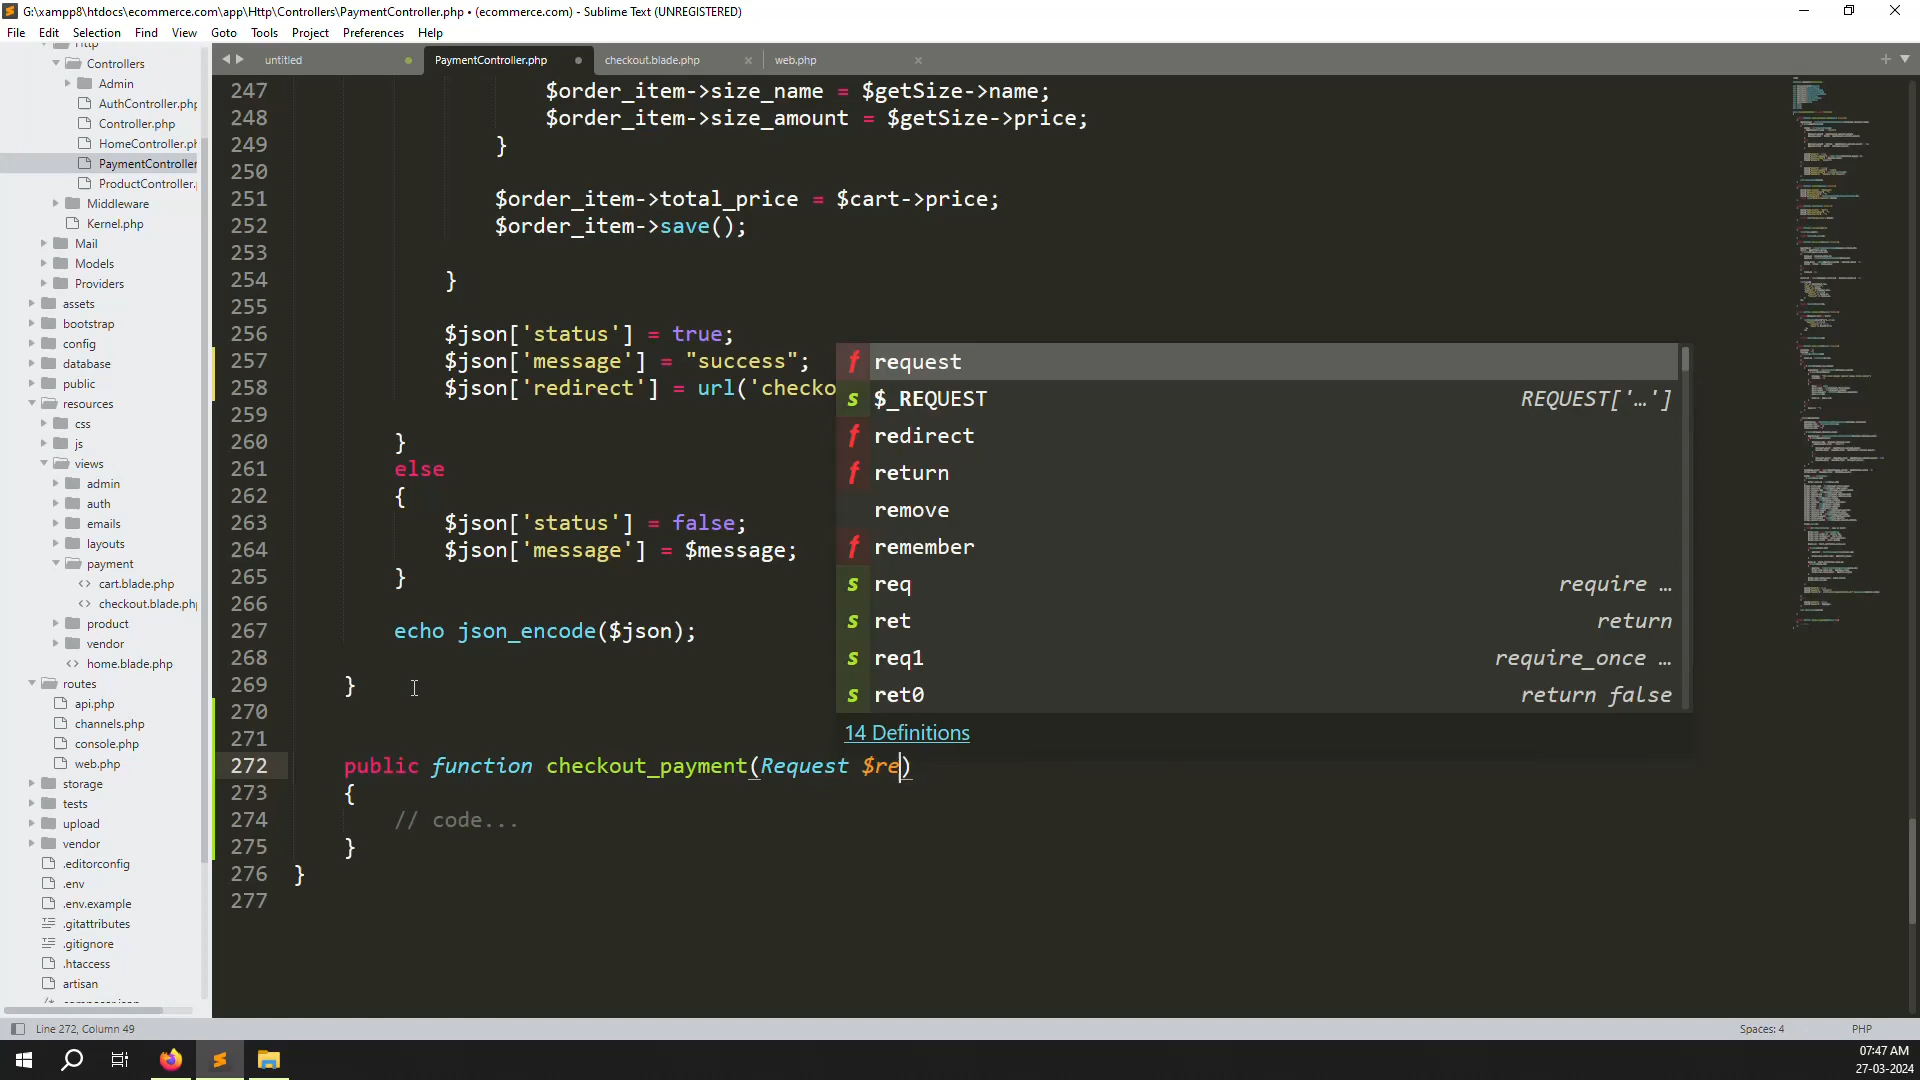 G:\xampp8\htdocs\ecommerce.com\app\Http\Controllers\PaymentController.php • (ecommerce.com) - Sublime Text (UNREGISTERED)
File Edit Selection Find View Goto Tools Project Preferences Help
Http
Controllers
Admin
AuthController.php
Controller.php
HomeController.ph
PaymentController
ProductController.
Middleware
Kernel.php
Mail
Models
Providers
assets
bootstrap
config
database
public
resources
css
js
views
admin
auth
emails
layouts
payment
cart.blade.php
checkout.blade.php
product
vendor
home.blade.php
routes
api.php
channels.php
console.php
web.php
storage
tests
upload
vendor
.editorconfig
.env
.env.example
.gitattributes
.gitignore
.htaccess
artisan
untitled PaymentController.php checkout.blade.php web.php
247 $order_item->size_name = $getSize->name;
248 $order_item->size_amount = $getSize->price;
249 }
250
251 $order_item->total_price = $cart->price;
252 $order_item->save();
253
254 }
255
256 $json['status'] = true;
257 $json['message'] = "success";
258 $json['redirect'] = url('checko
259
260 }
261 else
262 {
263 $json['status'] = false;
264 $json['message'] = $message;
265 }
266
267 echo json_encode($json);
268
269 }
270
271
272 public function checkout_payment(Request $re)
273 {
274 // code...
275 }
276 }
277
f request
s $_REQUEST REQUEST['…']
f redirect
f return
remove
f remember
s req require …
s ret return
s req1 require_once …
s ret0 return false
14 Definitions
Line 272, Column 49 Spaces: 4 PHP
07:47 AM
27-03-2024